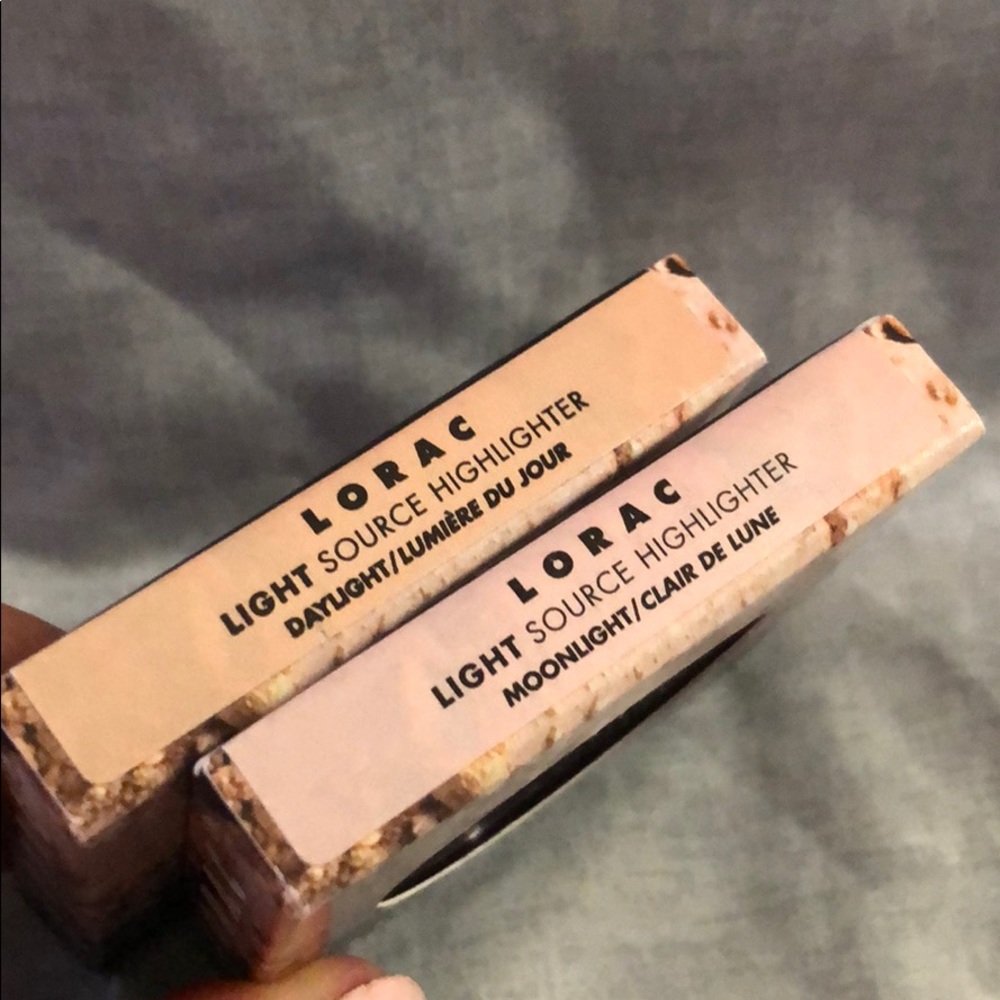 LORAC
LIGHT SOURCE HIGHLIGHTER
DAYLIGHT/LUMIÈRE DU JOUR
LORAC
LIGHT SOURCE HIGHLIGHTER
MOONLIGHT/CLAIR DE LUNE